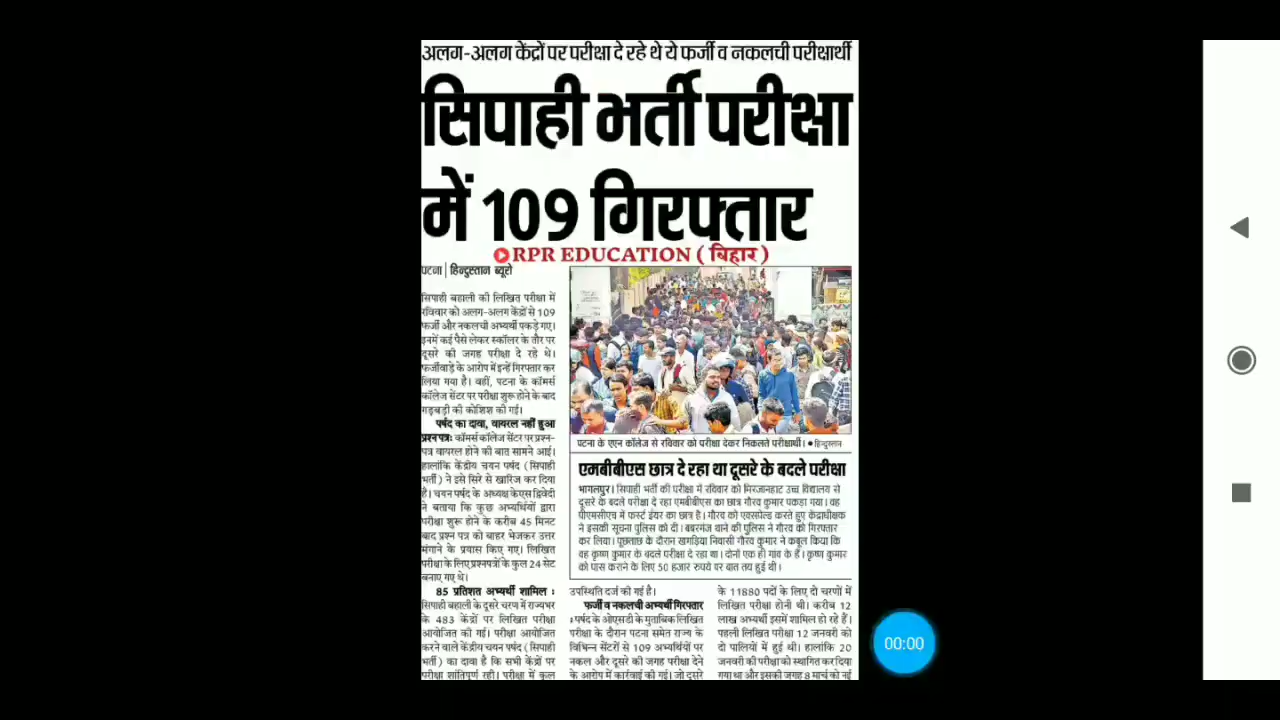 अलग-अलग केंद्रों पर परीक्षा दे रहे थे ये फर्जी व नकलची परीक्षार्थी
सिपाही भर्ती परीक्षा
में 109 गिरफ्तार
RPR EDUCATION ( बिहार )
पटना | हिन्दुस्तान ब्यूरो
सिपाही बहाली की लिखित परीक्षा में
रविवार को अलग-अलग केंद्रों से 109
फर्जी और नकलची अभ्यर्थी पकड़े गए।
इनमें कई पैसे लेकर स्कॉलर के तौर पर
दूसरे की जगह परीक्षा दे रहे थे।
फर्जीवाड़े के आरोप में इन्हें गिरफ्तार कर
लिया गया है। वहीं, पटना के कॉमर्स
कॉलेज सेंटर पर परीक्षा शुरू होने के बाद
गड़बड़ी की कोशिश की गई।
पर्षद का दावा, वायरल नहीं हुआ
प्रश्न पत्र: कॉमर्स कॉलेज सेंटर पर प्रश्न-
पत्र वायरल होने की बात सामने आई।
हालांकि केंद्रीय चयन पर्षद (सिपाही
भर्ती) ने इसे सिरे से खारिज कर दिया
है। चयन पर्षद के अध्यक्ष केएस द्विवेदी
ने बताया कि कुछ अभ्यर्थियों द्वारा
परीक्षा शुरू होने के करीब 45 मिनट
बाद प्रश्न पत्र को बाहर भेजकर उत्तर
मंगाने के प्रयास किए गए। लिखित
परीक्षा के लिए प्रश्नपत्रों के कुल 24 सेट
बनाए गए थे।
85 प्रतिशत अभ्यर्थी शामिल :
सिपाही बहाली के दूसरे चरण में राज्यभर
के 483 केंद्रों पर लिखित परीक्षा
आयोजित की गई। परीक्षा आयोजित
करने वाले केंद्रीय चयन पर्षद (सिपाही
भर्ती) का दावा है कि सभी केंद्रों पर
परीक्षा शांतिपूर्ण रही। परीक्षा में कुल
पटना के एएन कॉलेज से रविवार को परीक्षा देकर निकलते परीक्षार्थी। ● हिन्दुस्तान
एमबीबीएस छात्र दे रहा था दूसरे के बदले परीक्षा
भागलपुर। सिपाही भर्ती की परीक्षा में रविवार को मिरजानहाट उच्च विद्यालय से
दूसरे के बदले परीक्षा दे रहा एमबीबीएस का छात्र गौरव कुमार पकड़ा गया। वह
पीएमसीएच में फर्स्ट ईयर का छात्र है। गौरव को एक्सपेल्ड करते हुए केंद्राधीक्षक
ने इसकी सूचना पुलिस को दी। बबरगंज थाने की पुलिस ने गौरव को गिरफ्तार
कर लिया। पूछताछ के दौरान खगड़िया निवासी गौरव कुमार ने कबूल किया कि
वह कृष्ण कुमार के बदले परीक्षा दे रहा था। दोनों एक ही गांव के हैं। कृष्ण कुमार
को पास कराने के लिए 50 हजार रुपये पर बात तय हुई थी।
उपस्थिति दर्ज की गई है।
फर्जी व नकलची अभ्यर्थी गिरफ्तार
: पर्षद के ओएसडी के मुताबिक लिखित
परीक्षा के दौरान पटना समेत राज्य के
विभिन्न सेंटरों से 109 अभ्यर्थियों पर
नकल और दूसरे की जगह परीक्षा देने
के आरोप में कार्रवाई की गई। जो दूसरे
के 11880 पदों के लिए दो चरणों में
लिखित परीक्षा होनी थी। करीब 12
लाख अभ्यर्थी इसमें शामिल हो रहे हैं।
पहली लिखित परीक्षा 12 जनवरी को
दो पालियों में हुई थी। हालांकि 20
जनवरी की परीक्षा को स्थगित कर दिया
गया था और इसकी जगह 8 मार्च को नई
00:00